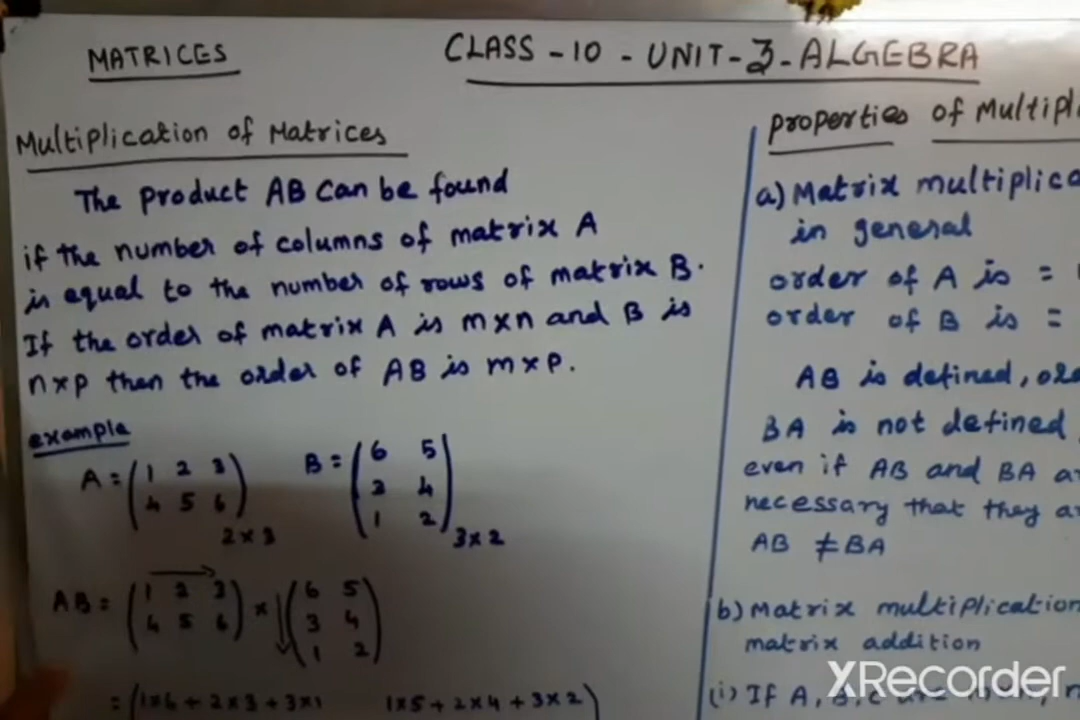 MATRICES
CLASS - 10 - UNIT - 3 - ALGEBRA
Multiplication of Matrices
The product AB can be found
if the number of columns of matrix A
is equal to the number of rows of matrix B.
If the order of matrix A is m×n and B is
n×p then the order of AB is m×p.
example
A = (1 2 3
4 5 6) 2×3
B = (6 5
3 4
1 2) 3×2
AB = (1 2 3
4 5 6) × (6 5
3 4
1 2)
= (1×6 + 2×3 + 3×1 1×5 + 2×4 + 3×2)
properties of Multipl
a) Matrix multiplica
in general
order of A is =
order of B is =
AB is defined, 
BA is not defined
even if AB and BA a
necessary that they a
AB ≠ BA
b) Matrix multiplication
matrix addition
(i) If A, B, C are
XRecorder